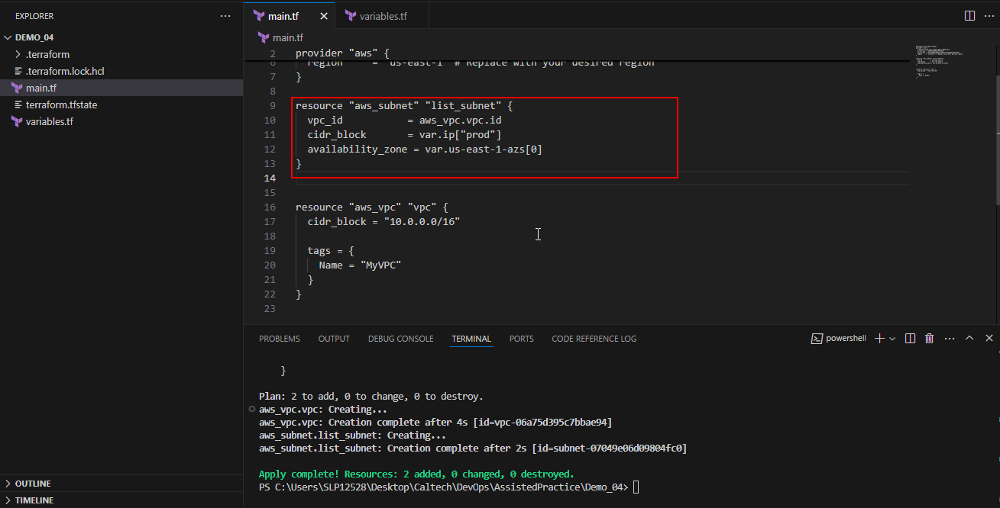 EXPLORER
···
DEMO_04
.terraform
.terraform.lock.hcl
main.tf
terraform.tfstate
variables.tf
OUTLINE
TIMELINE
main.tf
variables.tf
main.tf
2 provider "aws" {
6 region = "us-east-1" # Replace with your desired region
7 }
8
9 resource "aws_subnet" "list_subnet" {
10 vpc_id = aws_vpc.vpc.id
11 cidr_block = var.ip["prod"]
12 availability_zone = var.us-east-1-azs[0]
13 }
14
15
16 resource "aws_vpc" "vpc" {
17 cidr_block = "10.0.0.0/16"
18
19 tags = {
20 Name = "MyVPC"
21 }
22 }
23
PROBLEMS OUTPUT DEBUG CONSOLE TERMINAL PORTS CODE REFERENCE LOG
powershell
}
Plan: 2 to add, 0 to change, 0 to destroy.
aws_vpc.vpc: Creating...
aws_vpc.vpc: Creation complete after 4s [id=vpc-06a75d395c7bbae94]
aws_subnet.list_subnet: Creating...
aws_subnet.list_subnet: Creation complete after 2s [id=subnet-07049e06d09804fc0]
Apply complete! Resources: 2 added, 0 changed, 0 destroyed.
PS C:\Users\SLP12528\Desktop\Caltech\DevOps\AssistedPractice\Demo_04>